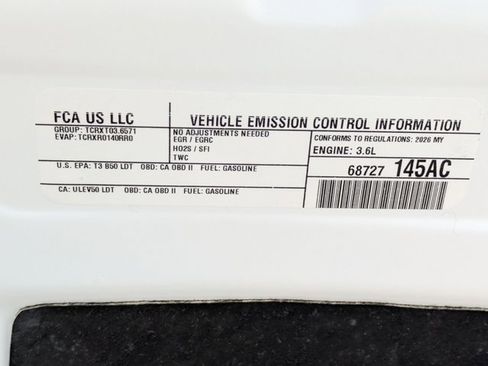 FCA US LLC
VEHICLE EMISSION CONTROL INFORMATION
GROUP: TCRXT03.6571
EVAP: TCRXR0140RR0
NO ADJUSTMENTS NEEDED
EGR / EGRC
HO2S / SFI
TWC
CONFORMS TO REGULATIONS: 2026 MY
ENGINE: 3.6L
U.S. EPA: T3 B50 LDT OBD: CA OBD II FUEL: GASOLINE
68727 145AC
CA: ULEV50 LDT OBD: CA OBD II FUEL: GASOLINE